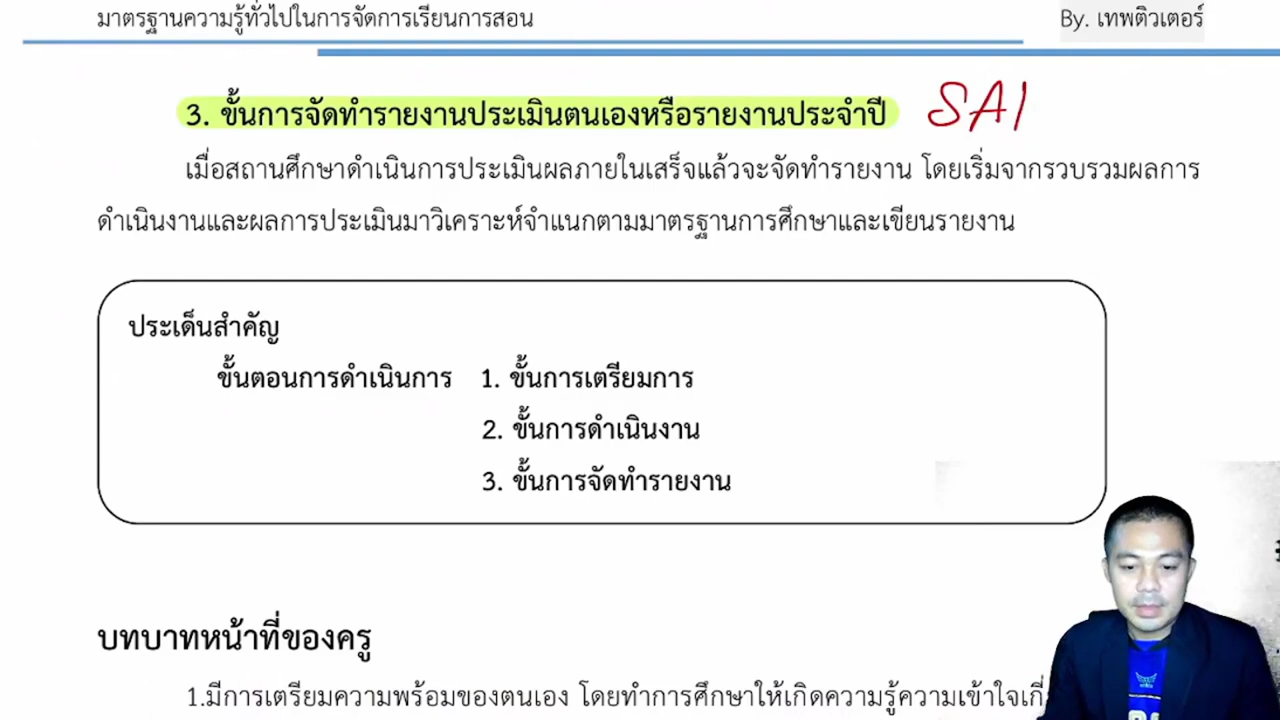 มาตรฐานความรู้ทั่วไปในการจัดการเรียนการสอน By. เทพติวเตอร์
3. ขั้นการจัดทำรายงานประเมินตนเองหรือรายงานประจำปี SAI
เมื่อสถานศึกษาดำเนินการประเมินผลภายในเสร็จแล้วจะจัดทำรายงาน โดยเริ่มจากรวบรวมผลการ
ดำเนินงานและผลการประเมินมาวิเคราะห์จำแนกตามมาตรฐานการศึกษาและเขียนรายงาน
ประเด็นสำคัญ
ขั้นตอนการดำเนินการ 1. ขั้นการเตรียมการ
2. ขั้นการดำเนินงาน
3. ขั้นการจัดทำรายงาน
บทบาทหน้าที่ของครู
1.มีการเตรียมความพร้อมของตนเอง โดยทำการศึกษาให้เกิดความรู้ความเข้าใจ